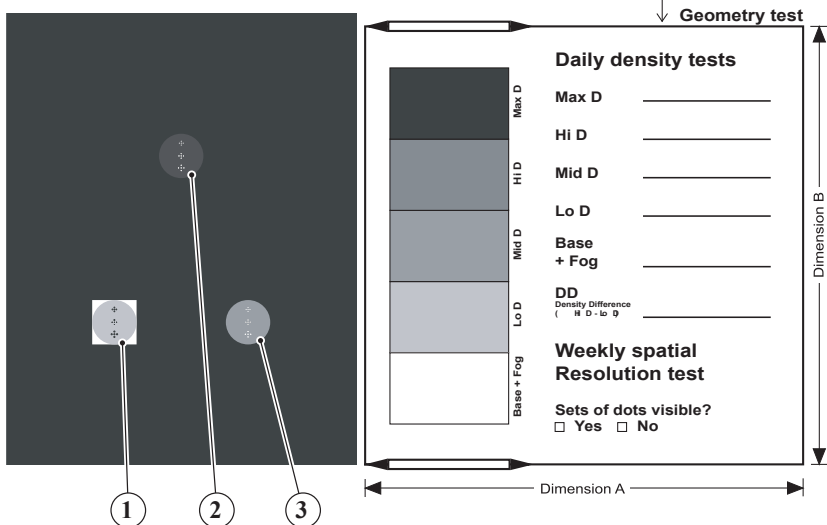 Geometry test
Daily density tests
Max D
Hi D
Mid D
Lo D
Base
+ Fog
DD
Density Difference
( Hi D - Lo D)
Weekly spatial
Resolution test
Sets of dots visible?
□ Yes □ No
Max D
Hi D
Mid D
Lo D
Base + Fog
Dimension B
Dimension A
1 2 3